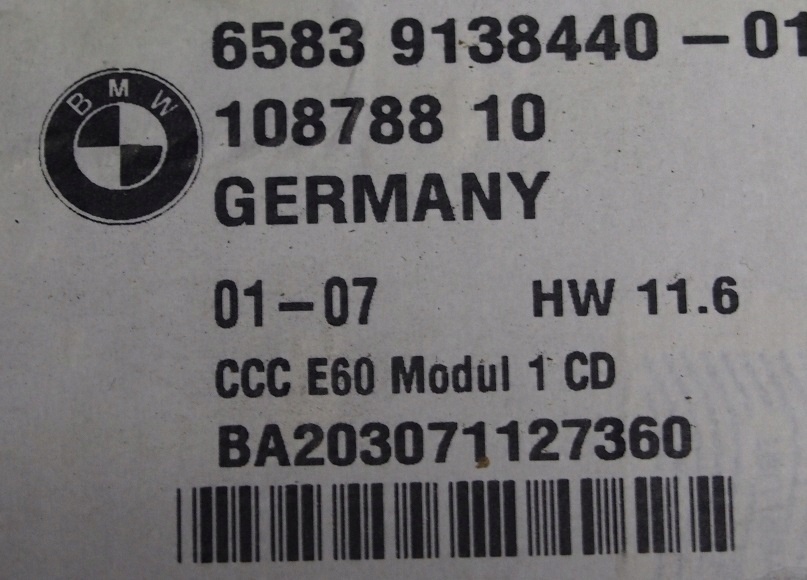 6583 9138440 – 01
BMW
108788 10
GERMANY
01–07 HW 11.6
CCC E60 Modul 1 CD
BA203071127360